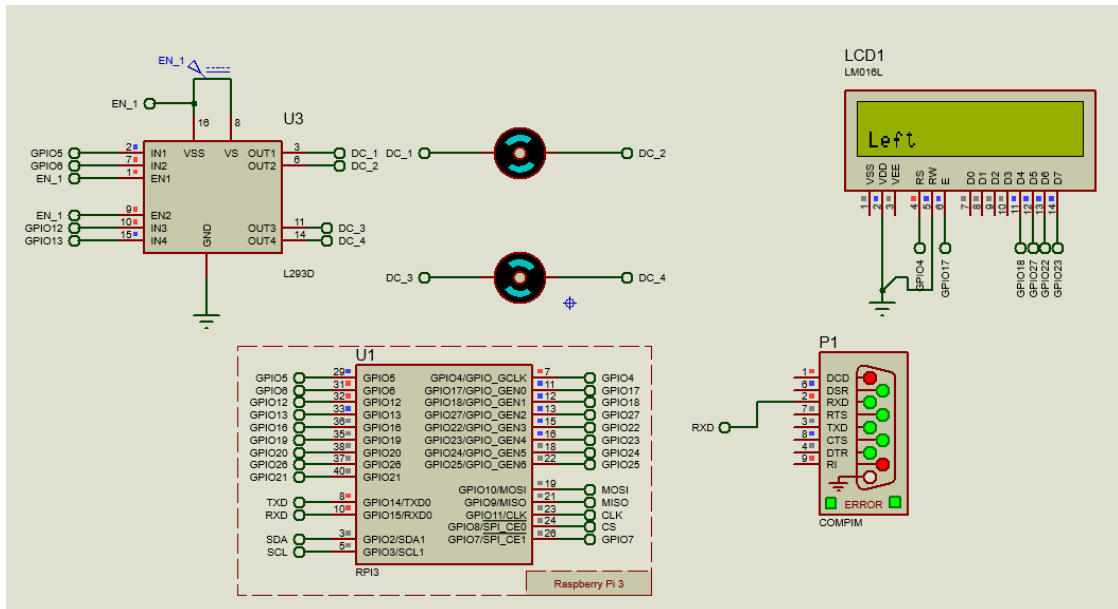 EN_1
EN_1
U3
16 8
VSS VS
GPIO5 2 IN1 OUT1 3 DC_1
GPIO6 7 IN2 OUT2 6 DC_2
EN_1 1 EN1
EN_1 9 EN2
GPIO12 10 IN3 OUT3 11 DC_3
GPIO13 15 IN4 OUT4 14 DC_4
GND
L293D
DC_1 DC_2
DC_3 DC_4
LCD1
LM016L
Left
VSS VDD VEE RS RW E D0 D1 D2 D3 D4 D5 D6 D7
1 2 3 4 5 6 7 8 9 10 11 12 13 14
GPIO4 GPIO17 GPIO18 GPIO27 GPIO22 GPIO23
U1
GPIO5 29 GPIO5 GPIO4/GPIO_GCLK 7 GPIO4
GPIO6 31 GPIO6 GPIO17/GPIO_GEN0 11 GPIO17
GPIO12 32 GPIO12 GPIO18/GPIO_GEN1 12 GPIO18
GPIO13 33 GPIO13 GPIO27/GPIO_GEN2 13 GPIO27
GPIO16 36 GPIO16 GPIO22/GPIO_GEN3 15 GPIO22
GPIO19 35 GPIO19 GPIO23/GPIO_GEN4 16 GPIO23
GPIO20 38 GPIO20 GPIO24/GPIO_GEN5 18 GPIO24
GPIO26 37 GPIO26 GPIO25/GPIO_GEN6 22 GPIO25
GPIO21 40 GPIO21
GPIO10/MOSI 19 MOSI
TXD 8 GPIO14/TXD0 GPIO9/MISO 21 MISO
RXD 10 GPIO15/RXD0 GPIO11/CLK 23 CLK
GPIO8/SPI_CE0 24 CS
SDA 3 GPIO2/SDA1 GPIO7/SPI_CE1 26 GPIO7
SCL 5 GPIO3/SCL1
RPI3
Raspberry Pi 3
P1
1 DCD
6 DSR
RXD 2 RXD
7 RTS
3 TXD
8 CTS
4 DTR
9 RI
ERROR
COMPIM